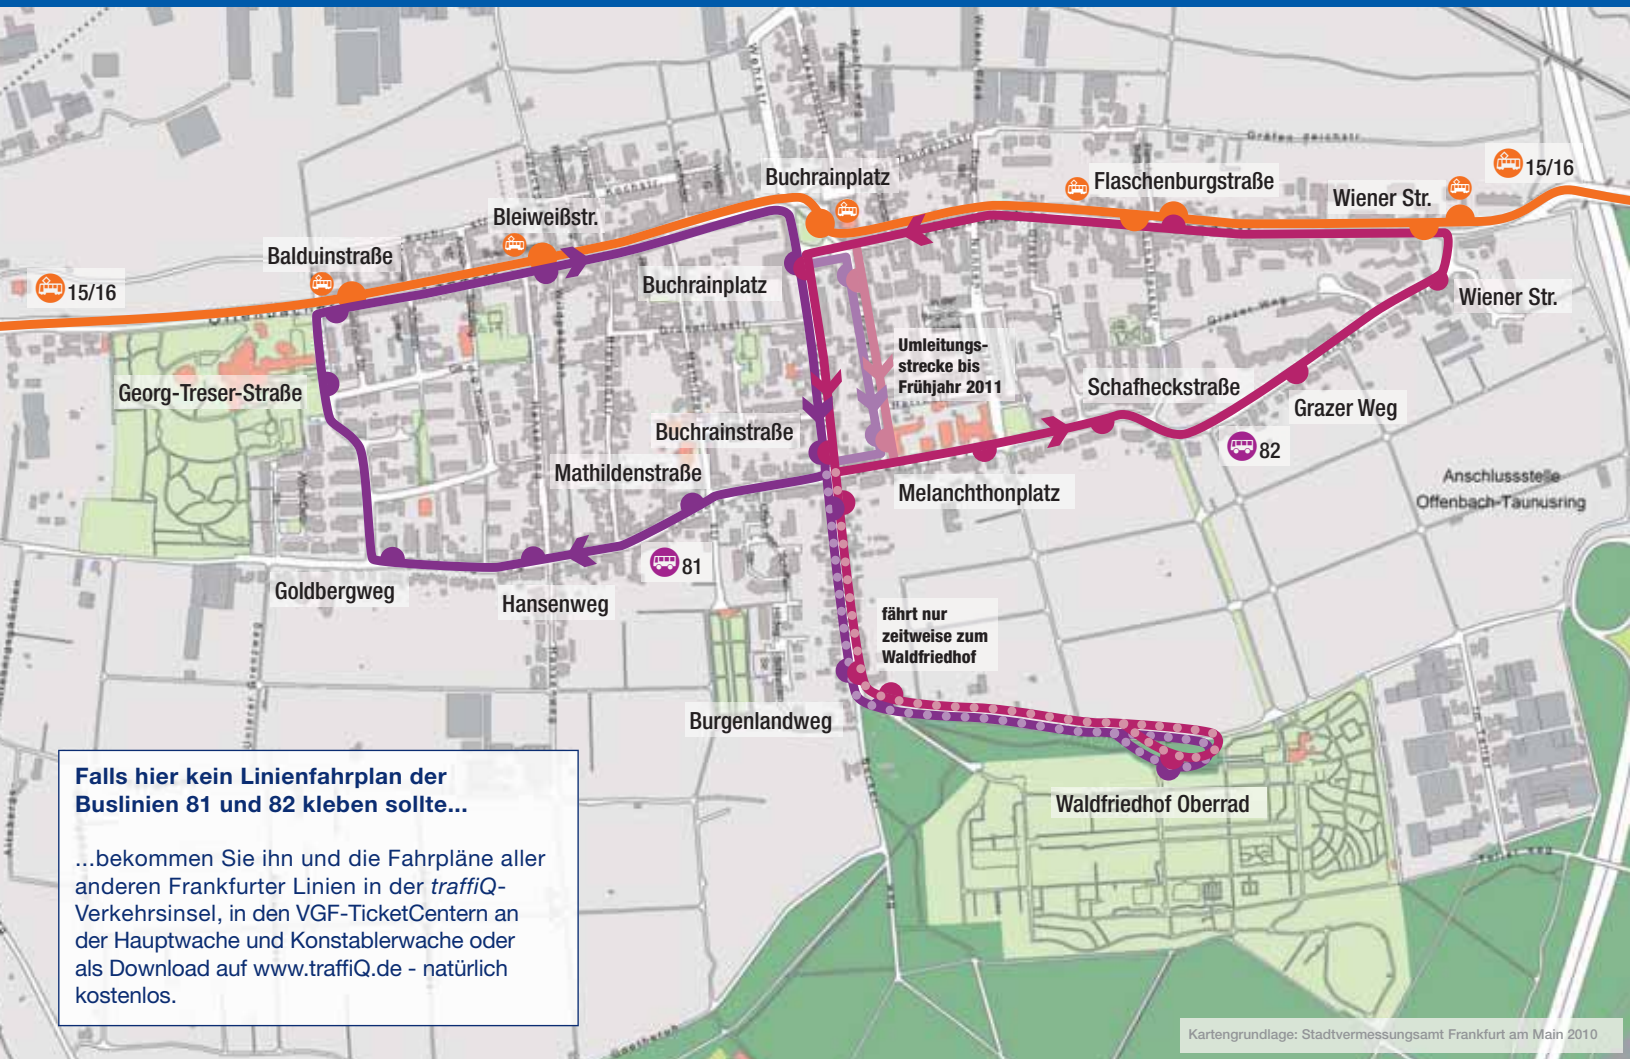 15/16
Balduinstraße
Bleiweißstr.
Buchrainplatz
Flaschenburgstraße
Wiener Str.
15/16
Buchrainplatz
Wiener Str.
Georg-Treser-Straße
Umleitungs-
strecke bis
Frühjahr 2011
Schafheckstraße
Grazer Weg
82
Buchrainstraße
Mathildenstraße
Melanchthonplatz
Anschlussstelle
Offenbach-Taunusring
81
Goldbergweg
Hansenweg
fährt nur
zeitweise zum
Waldfriedhof
Burgenlandweg
Waldfriedhof Oberrad
Grazer Weg
Falls hier kein Linienfahrplan der
Buslinien 81 und 82 kleben sollte...
...bekommen Sie ihn und die Fahrpläne aller
anderen Frankfurter Linien in der traffiQ-
Verkehrsinsel, in den VGF-TicketCentern an
der Hauptwache und Konstablerwache oder
als Download auf www.traffiQ.de - natürlich
kostenlos.
Kartengrundlage: Stadtvermessungsamt Frankfurt am Main 2010